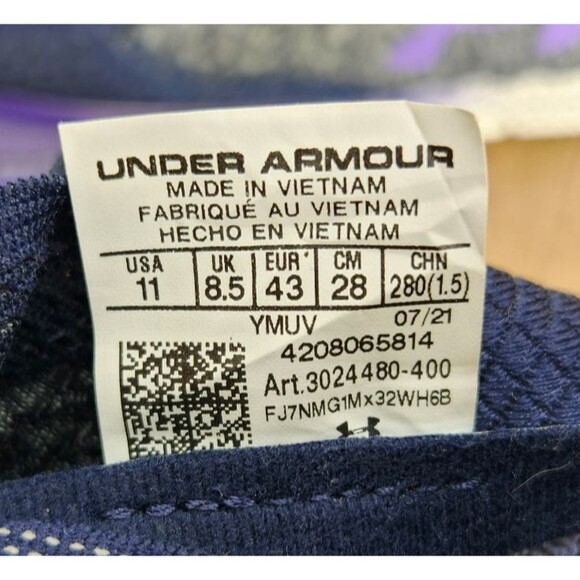 UNDER ARMOUR
MADE IN VIETNAM
FABRIQUÉ AU VIETNAM
HECHO EN VIETNAM
USA UK EUR CM CHN
11 8.5 43 28 280(1.5)
YMUV 07/21
4208065814
Art.3024480-400
FJ7NMG1Mx32WH6B